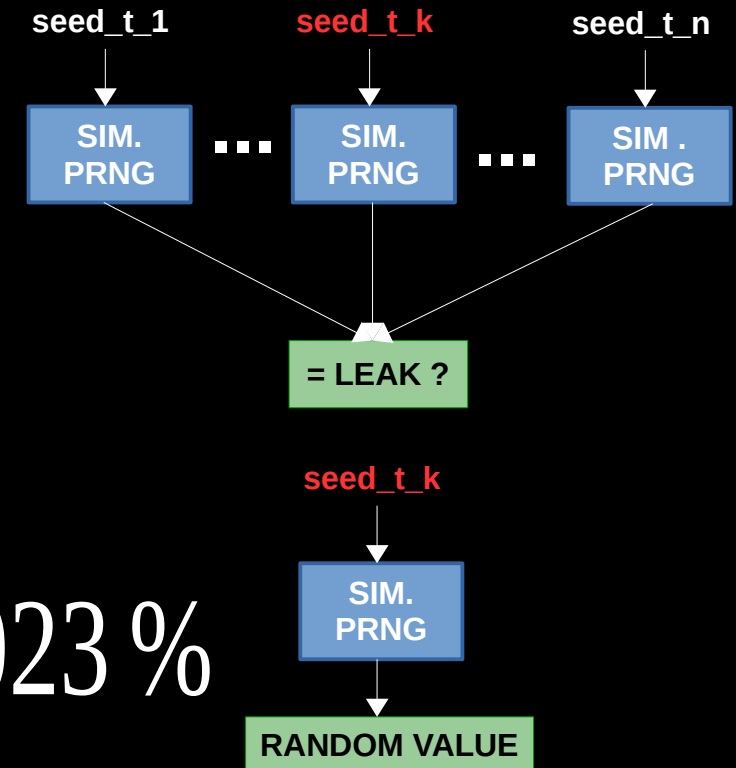 seed_t_1 seed_t_k seed_t_n
SIM. SIM. SIM .
PRNG PRNG PRNG
= LEAK ?
seed_t_k
SIM.
PRNG
23 %
RANDOM VALUE